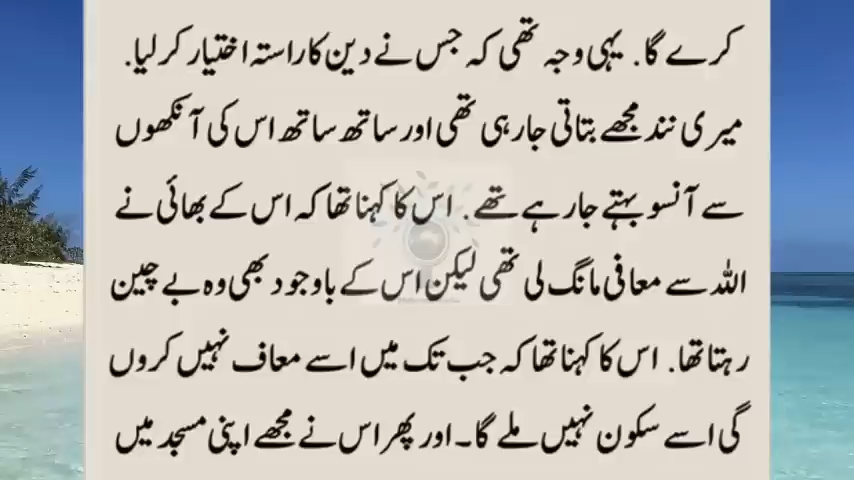 کرے گا. یہی وجہ تھی کہ جس نے دین کا راستہ اختیار کر لیا.
میری نند مجھے بتاتی جارہی تھی اور ساتھ ساتھ اس کی آنکھوں
سے آنسو بہتے جارہے تھے. اس کا کہنا تھا کہ اس کے بھائی نے
اللہ سے معافی مانگ لی تھی لیکن اس کے باوجود بھی وہ بے چین
رہتا تھا. اس کا کہنا تھا کہ جب تک میں اسے معاف نہیں کروں
گی اسے سکون نہیں ملے گا۔ اور پھر اس نے مجھے اپنی مسجد میں